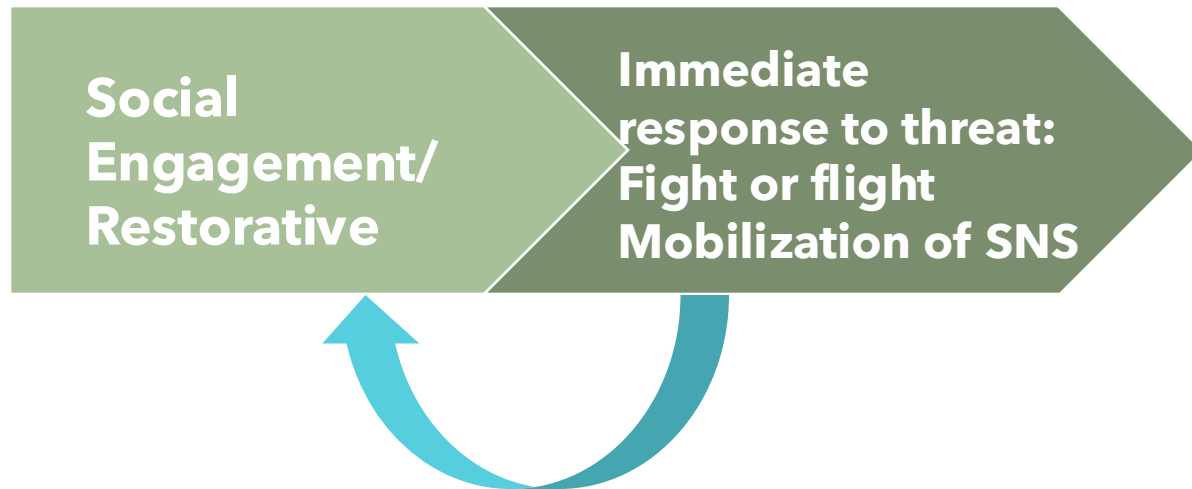 Social
Engagement/
Restorative
Immediate
response to threat:
Fight or flight
Mobilization of SNS